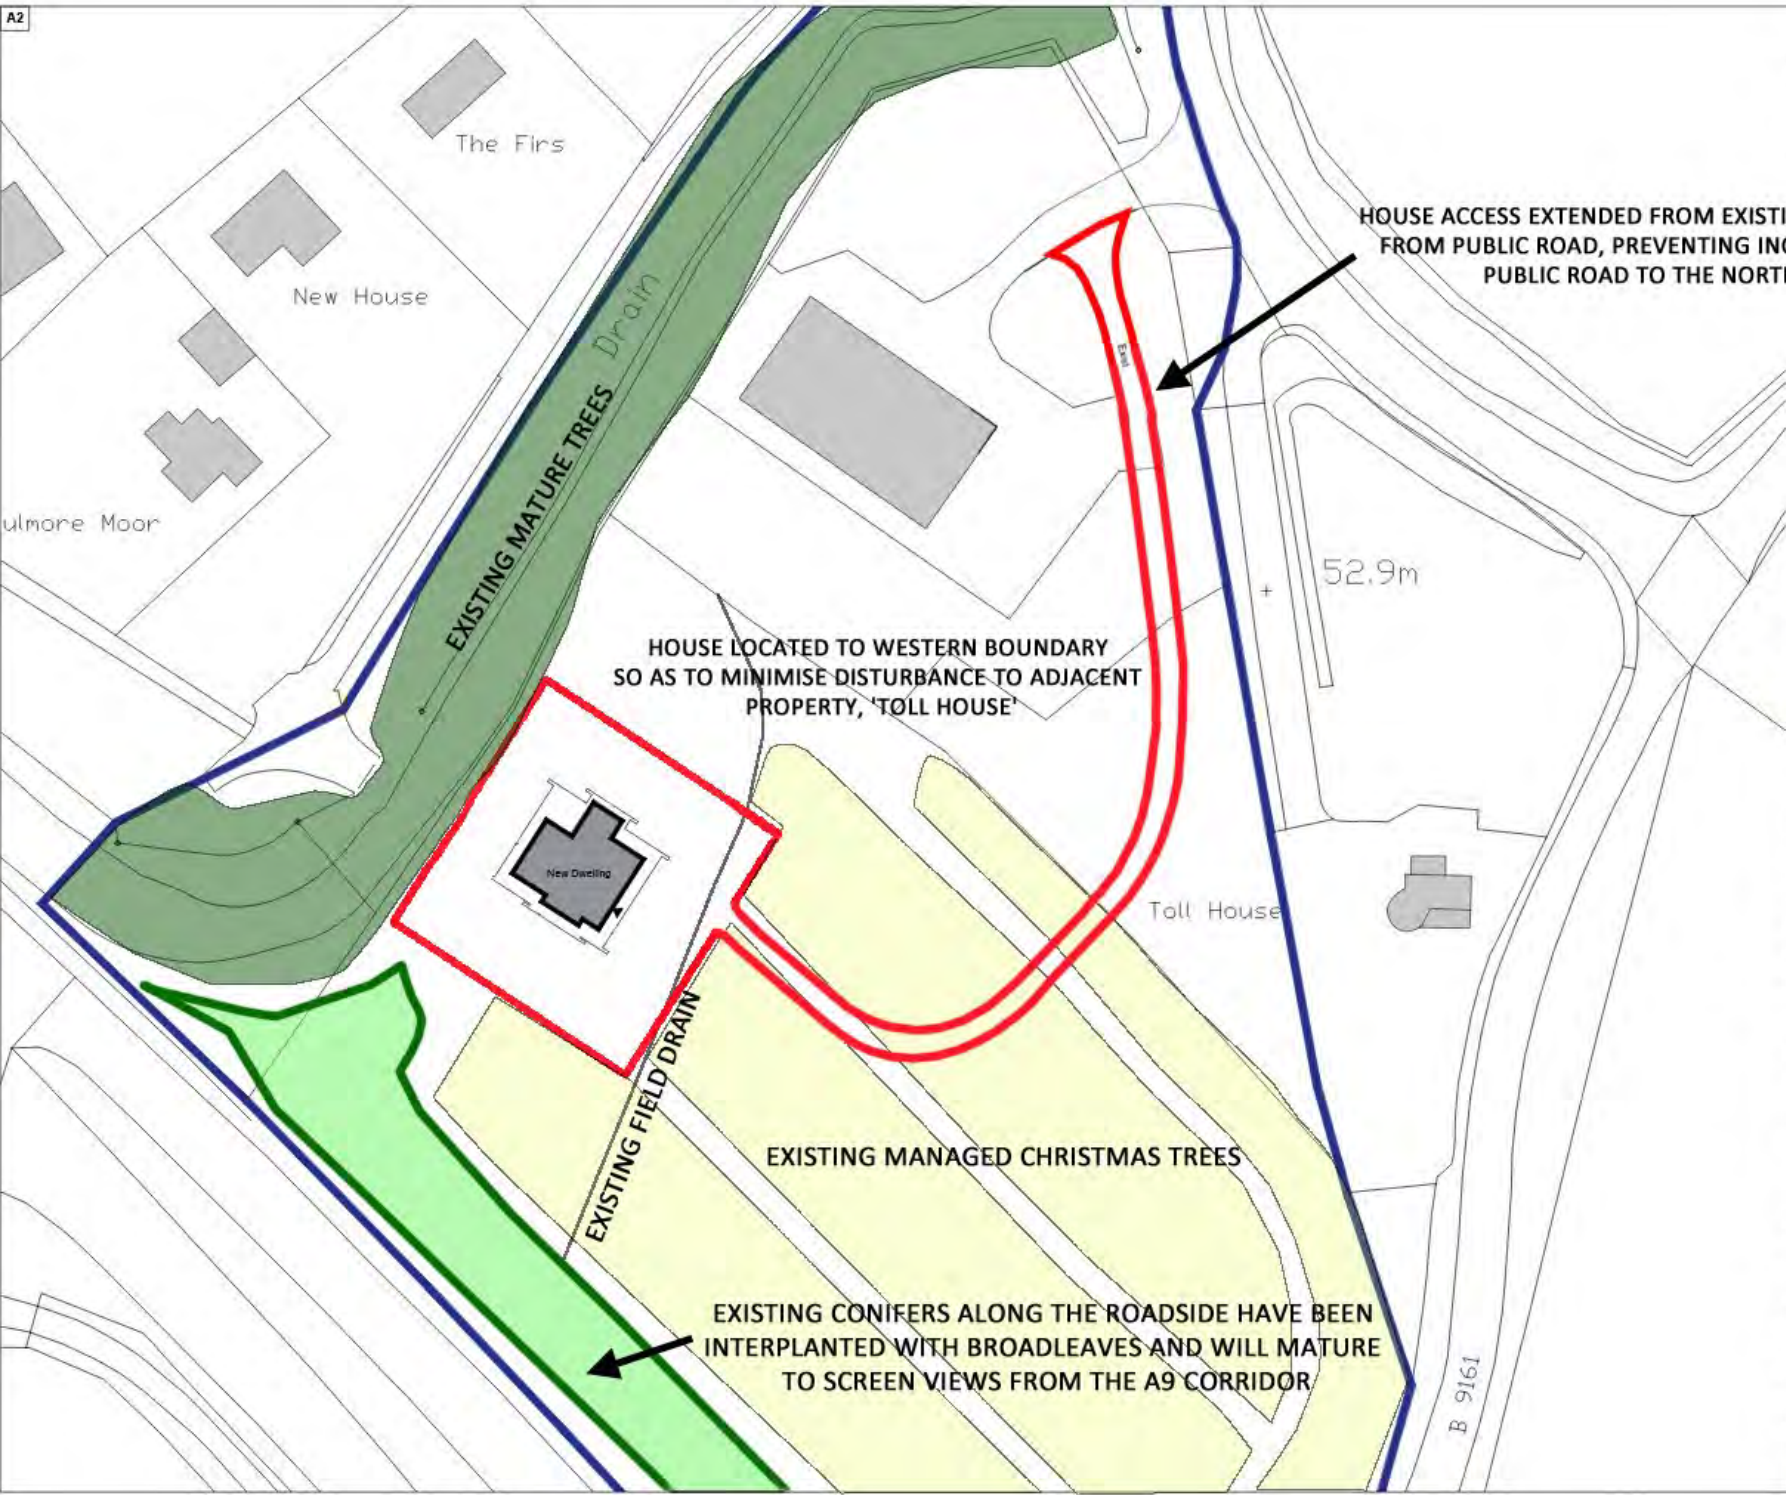 A2
The Firs
New House
Drain
HOUSE ACCESS EXTENDED FROM
FROM PUBLIC ROAD, PREVENTING
PUBLIC ROAD TO THE
Exist
EXISTING MATURE TREES
ulmore Moor
52.9m
HOUSE LOCATED TO WESTERN BOUNDARY
SO AS TO MINIMISE DISTURBANCE TO ADJACENT
PROPERTY, 'TOLL HOUSE'
New Dwelling
Toll House
EXISTING FIELD DRAIN
EXISTING MANAGED CHRISTMAS TREES
EXISTING CONIFERS ALONG THE ROADSIDE HAVE BEEN
INTERPLANTED WITH BROADLEAVES AND WILL MATURE
TO SCREEN VIEWS FROM THE A9 CORRIDOR
B 9161